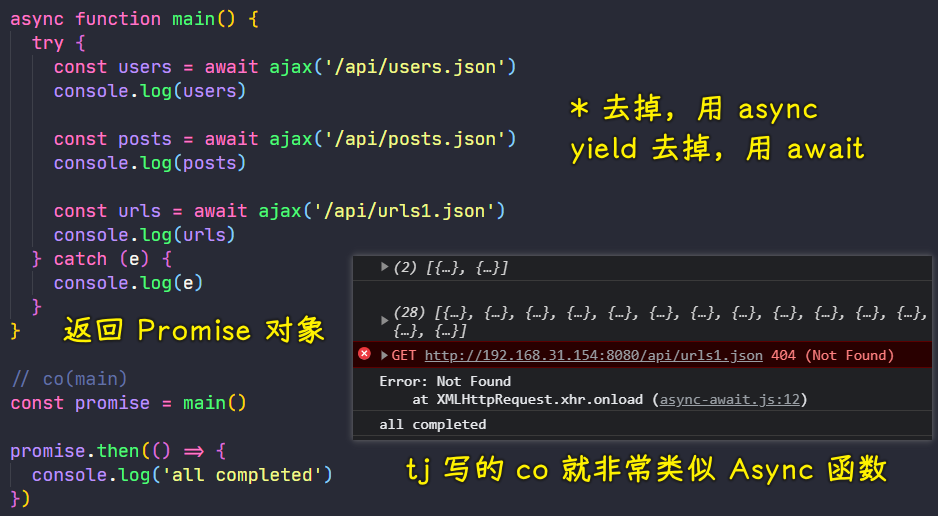 async function main() {
try {
const users = await ajax('/api/users.json')
console.log(users)
* 去掉，用 async
yield 去掉，用 await
const posts = await ajax('/api/posts.json')
console.log(posts)
const urls = await ajax('/api/urls1.json')
console.log(urls)
} catch (e) {
console.log(e)
}
}
返回 Promise 对象
// co(main)
const promise = main()
promise.then(() => {
console.log('all completed')
})
(2) [{…}, {…}]
(28) [{…}, {…}, {…}, {…}, {…}, {…}, {…}, {…}, {…}, {…}, {…}, {…},
{…}, {…}]
GET http://192.168.31.154:8080/api/urls1.json 404 (Not Found)
Error: Not Found
at XMLHttpRequest.xhr.onload (async-await.js:12)
all completed
tj 写的 co 就非常类似 Async 函数